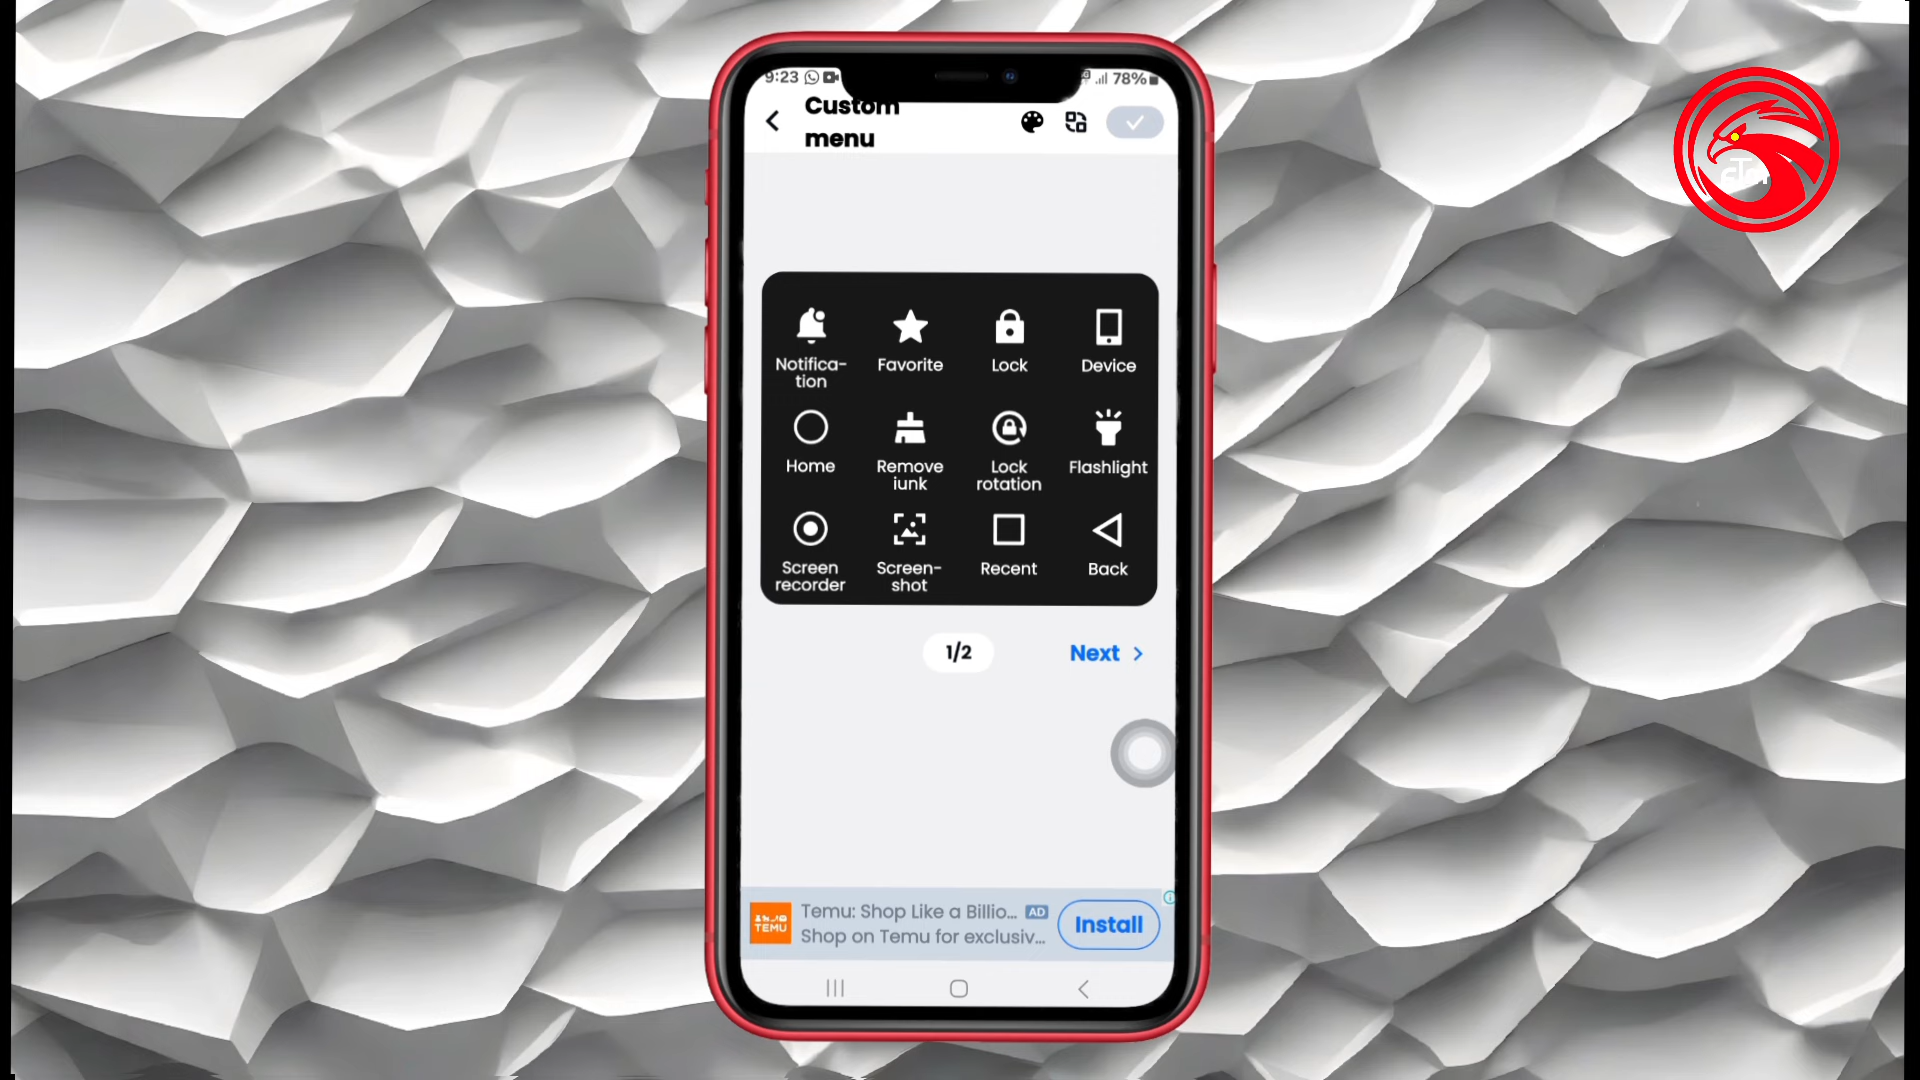 9:23
78%
Custom
menu
Notifica-
tion
Favorite
Lock
Device
Home
Remove
junk
Lock
rotation
Flashlight
Screen
recorder
Screen-
shot
Recent
Back
1/2
Next
Temu: Shop Like a Billio... AD
Shop on Temu for exclusiv...
Install
TEMU